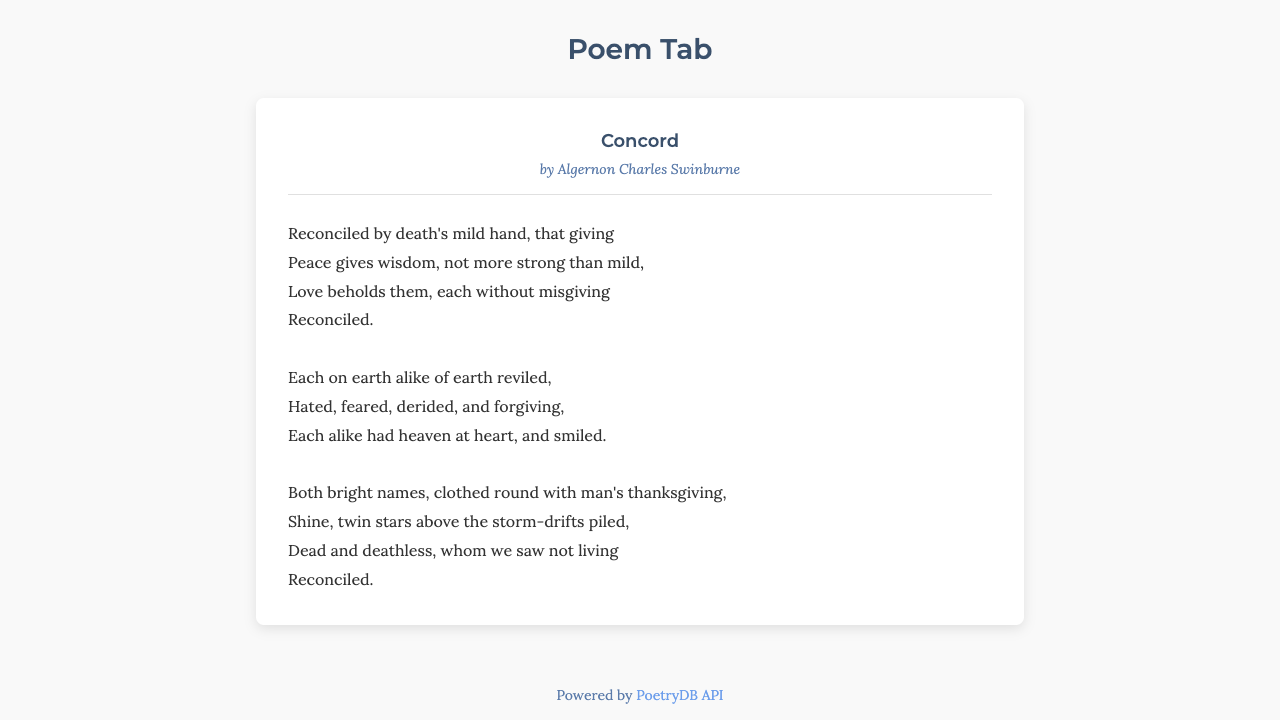 Poem Tab
Concord
by Algernon Charles Swinburne
Reconciled by death's mild hand, that giving
Peace gives wisdom, not more strong than mild,
Love beholds them, each without misgiving
Reconciled.
Each on earth alike of earth reviled,
Hated, feared, derided, and forgiving,
Each alike had heaven at heart, and smiled.
Both bright names, clothed round with man's thanksgiving,
Shine, twin stars above the storm-drifts piled,
Dead and deathless, whom we saw not living
Reconciled.
Powered by PoetryDB API